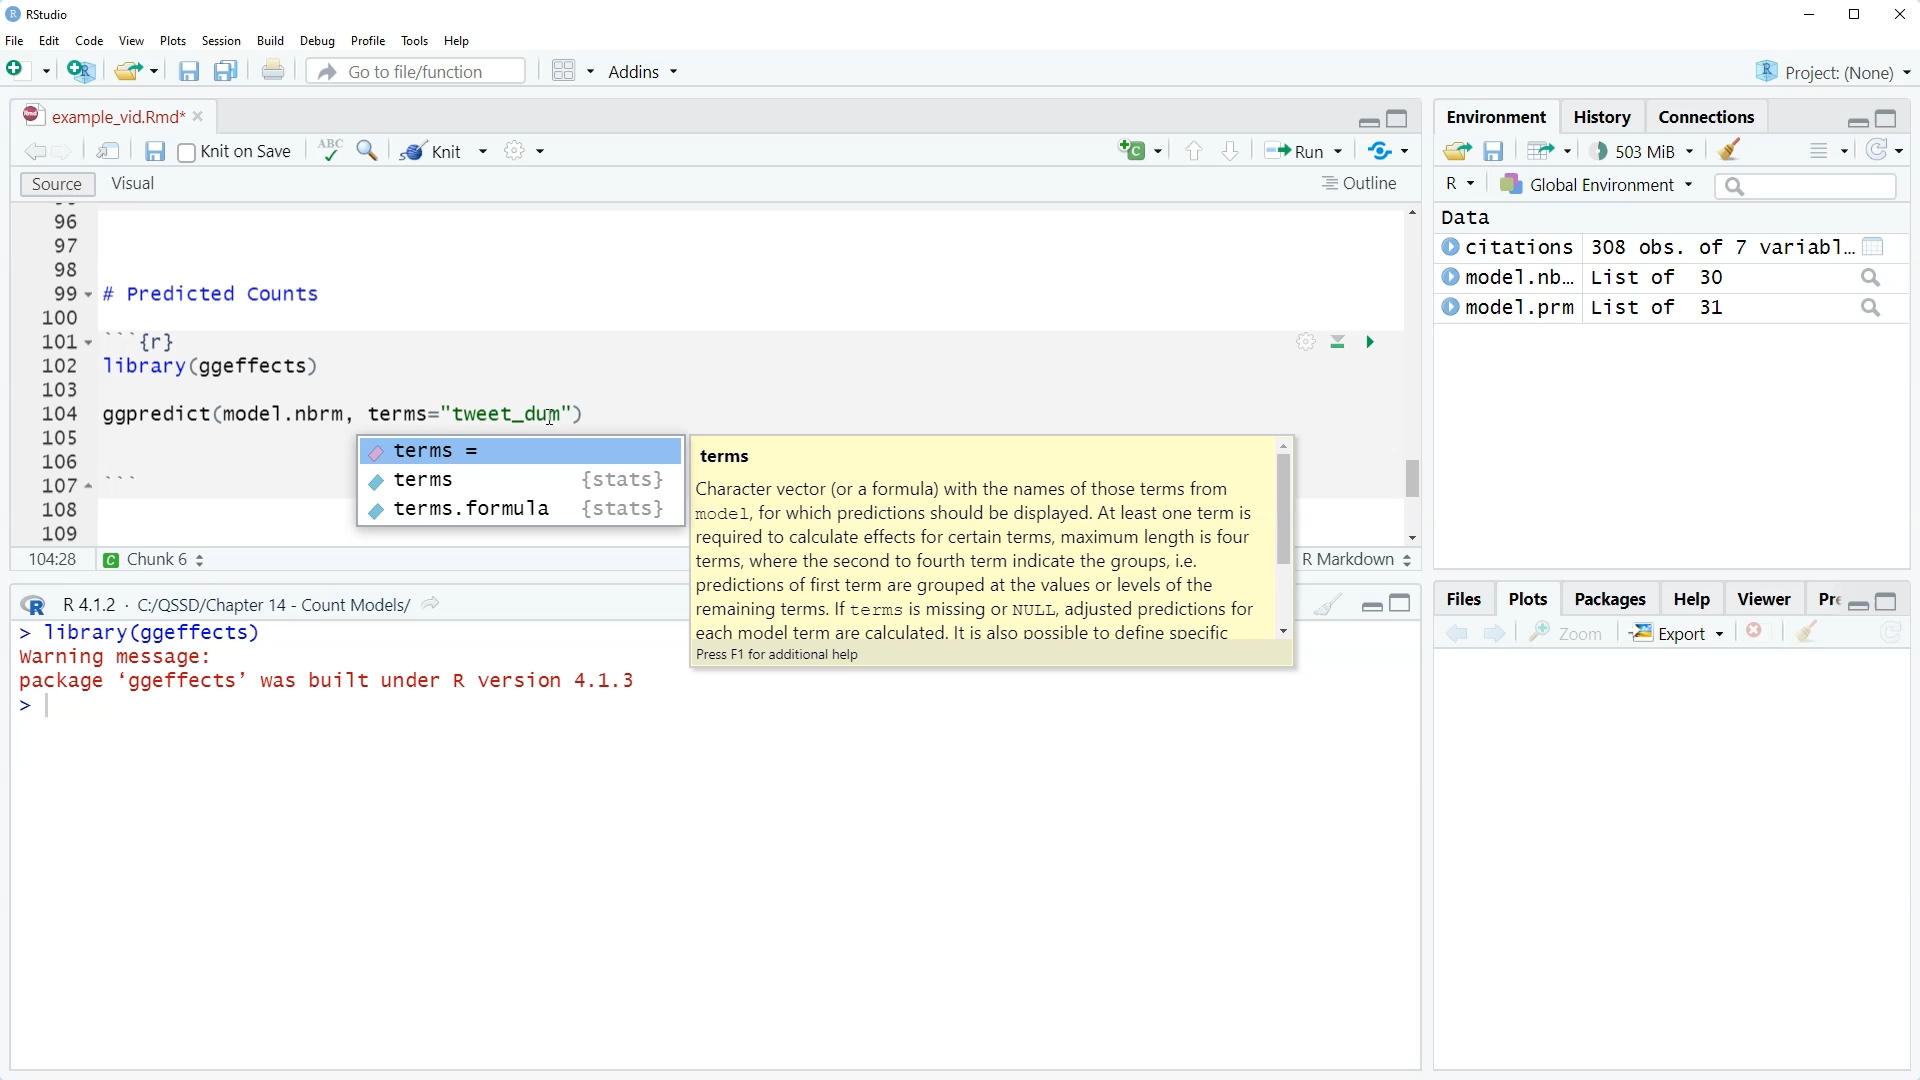 RStudio
File Edit Code View Plots Session Build Debug Profile Tools Help
Go to file/function Addins Project: (None)
example_vid.Rmd*
Knit on Save ABC Knit Run
Source Visual Outline
96
97
98
99 # Predicted Counts
100
101 ```{r}
102 library(ggeffects)
103
104 ggpredict(model.nbrm, terms="tweet_dum")
105
106
107 ```
108
109
terms =
terms {stats}
terms.formula {stats}
terms
Character vector (or a formula) with the names of those terms from
model, for which predictions should be displayed. At least one term is
required to calculate effects for certain terms, maximum length is four
terms, where the second to fourth term indicate the groups, i.e.
predictions of first term are grouped at the values or levels of the
remaining terms. If terms is missing or NULL, adjusted predictions for
each model term are calculated. It is also possible to define specific
Press F1 for additional help
104:28 Chunk 6 R Markdown
R 4.1.2 · C:/QSSD/Chapter 14 - Count Models/
> library(ggeffects)
Warning message:
package ‘ggeffects’ was built under R version 4.1.3
>
Environment History Connections
503 MiB
R Global Environment
Data
citations 308 obs. of 7 variabl…
model.nb… List of 30
model.prm List of 31
Files Plots Packages Help Viewer Pre
Zoom Export